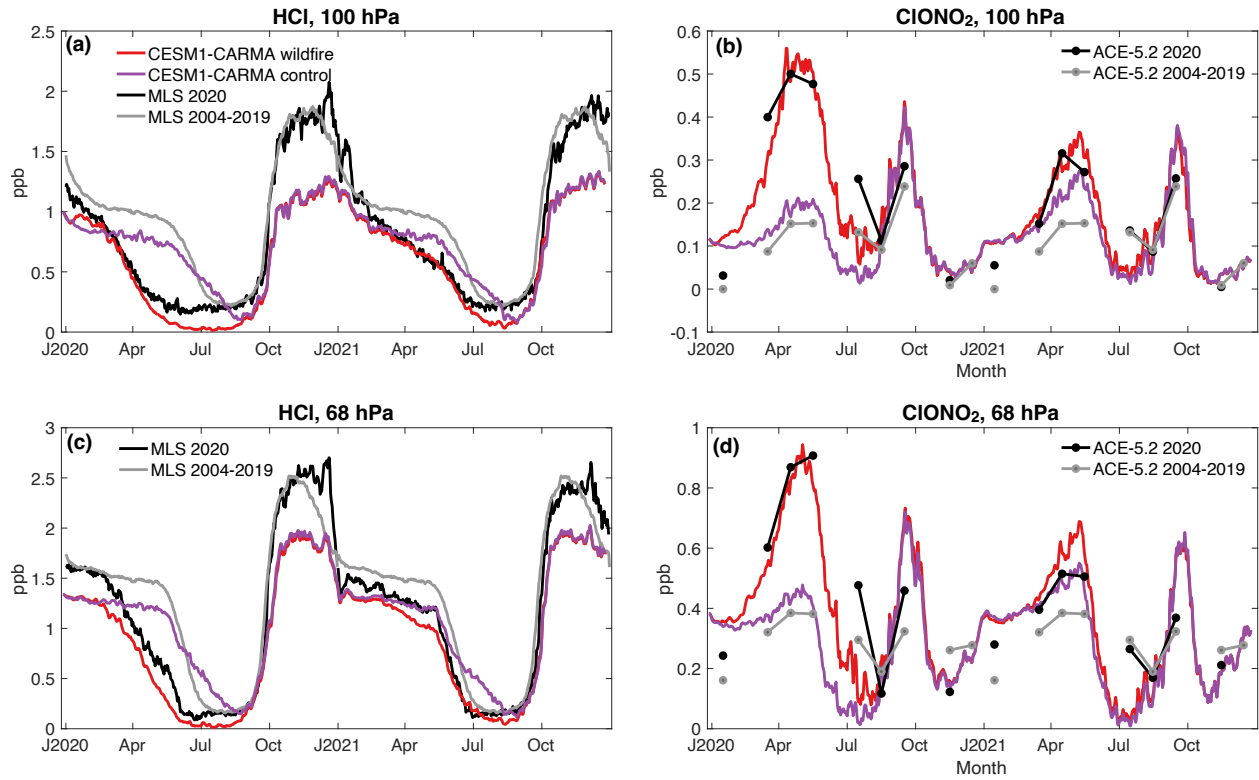 HCl, 100 hPa
(a)
CESM1-CARMA wildfire
CESM1-CARMA control
MLS 2020
MLS 2004-2019
ppb
2.5
2
1.5
1
0.5
0
J2020 Apr Jul Oct J2021 Apr Jul Oct
ClONO2, 100 hPa
(b)
ACE-5.2 2020
ACE-5.2 2004-2019
ppb
0.6
0.5
0.4
0.3
0.2
0.1
0
-0.1
J2020 Apr Jul Oct J2021 Apr Jul Oct
Month
HCl, 68 hPa
(c)
MLS 2020
MLS 2004-2019
ppb
3
2.5
2
1.5
1
0.5
0
J2020 Apr Jul Oct J2021 Apr Jul Oct
ClONO2, 68 hPa
(d)
ACE-5.2 2020
ACE-5.2 2004-2019
ppb
1
0.8
0.6
0.4
0.2
0
J2020 Apr Jul Oct J2021 Apr Jul Oct
Month